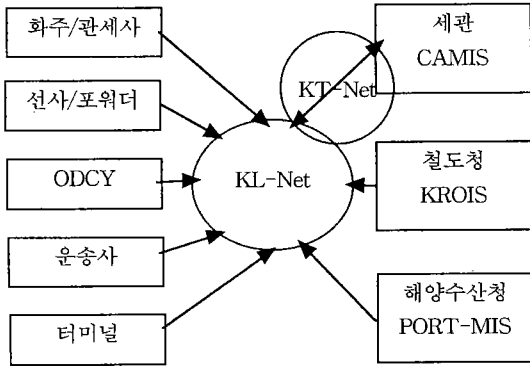 화주/관세사
세관
CAMIS
KT-Net
선사/포워더
철도청
KROIS
ODCY
KL-Net
운송사
해양수산청
PORT-MIS
터미널